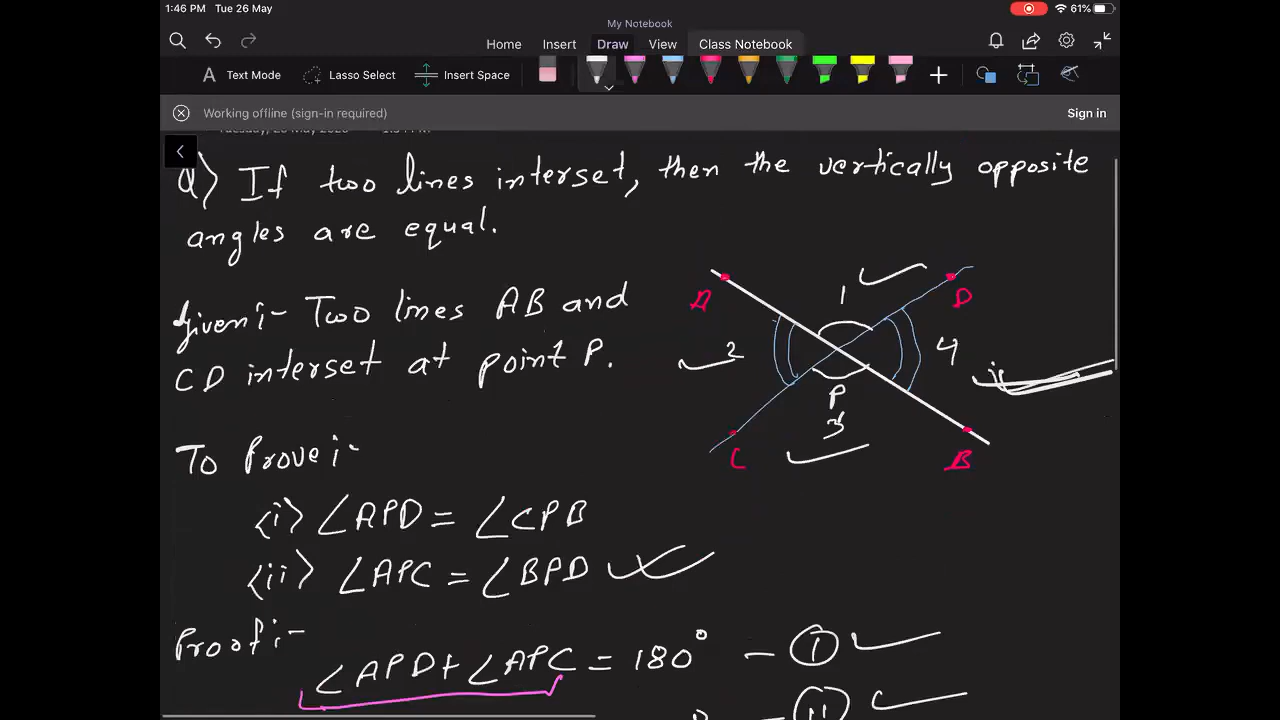 1:46 PM Tue 26 May
61%
My Notebook
Home Insert Draw View Class Notebook
Text Mode Lasso Select Insert Space
Working offline (sign-in required) Sign in
Q) If two lines interset, then the vertically opposite
angles are equal.
Given:- Two lines AB and
CD interset at point P.
A 1 D
2 4
P
3
C B
To Prove:-
(i) ∠APD = ∠CPB
(ii) ∠APC = ∠BPD
Proof:-
∠APD + ∠APC = 180° - (I)
- (II)